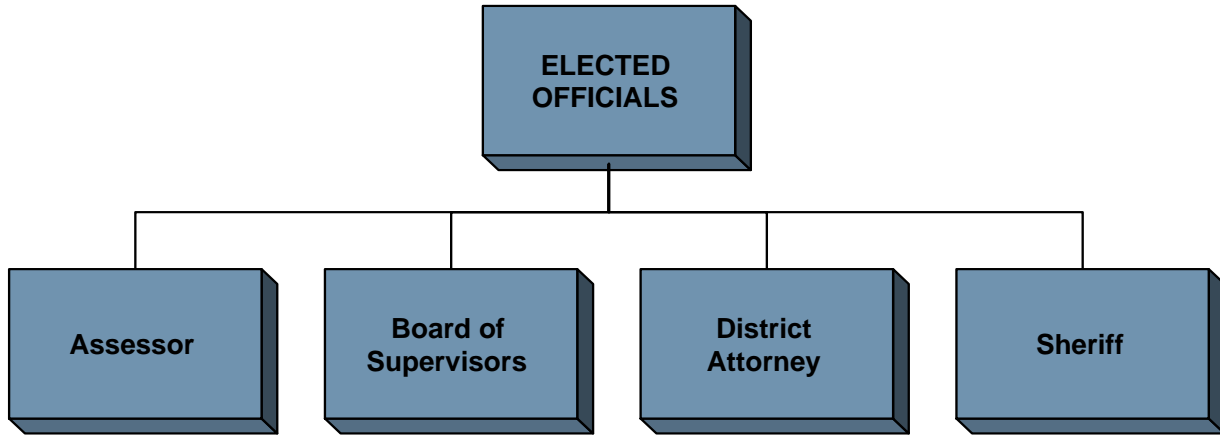 ELECTED
OFFICIALS
Assessor
Board of
Supervisors
District
Attorney
Sheriff